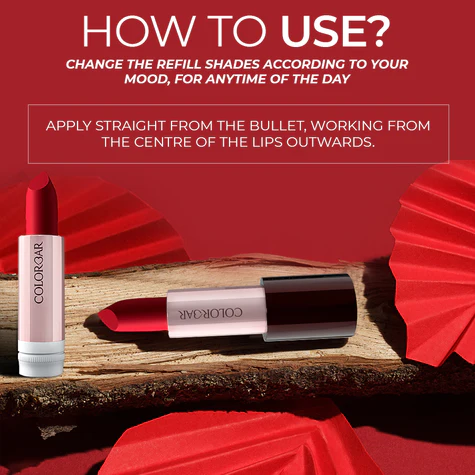 HOW TO USE?
CHANGE THE REFILL SHADES ACCORDING TO YOUR
MOOD, FOR ANYTIME OF THE DAY
APPLY STRAIGHT FROM THE BULLET, WORKING FROM
THE CENTRE OF THE LIPS OUTWARDS.
COLORBAR
COLORBAR